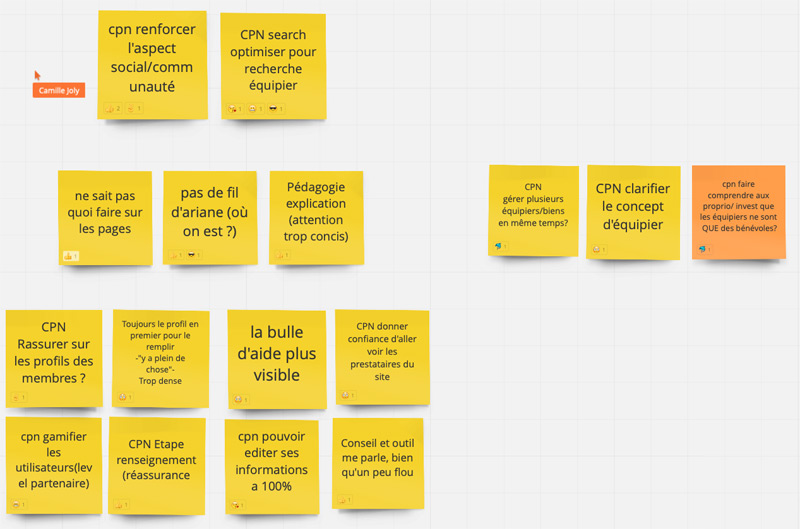 cpn renforcer
l'aspect
social/comm
unauté
2
1
CPN search
optimiser pour
recherche
équipier
1
1
1
Camille Joly
ne sait pas
quoi faire sur
les pages
1
pas de fil
d'ariane (où
on est ?)
1
1
Pédagogie
explication
(attention
trop concis)
1
CPN
gérer plusieurs
équipiers/biens
en même temps?
1
CPN clarifier
le concept
d'équipier
1
cpn faire
comprendre aux
proprio/ invest que
les équipiers ne sont
QUE des bénévoles?
1
CPN
Rassurer sur
les profils des
membres ?
1
Toujours le profil en
premier pour le
remplir
-"y a plein de
chose"-
Trop dense
1
la bulle
d'aide plus
visible
1
CPN donner
confiance d'aller
voir les
prestataires du
site
1
cpn gamifier
les
utilisateurs(lev
el partenaire)
1
CPN Etape
renseignement
(réassurance
1
cpn pouvoir
editer ses
informations
a 100%
1
Conseil et outil
me parle, bien
qu'un peu flou
1